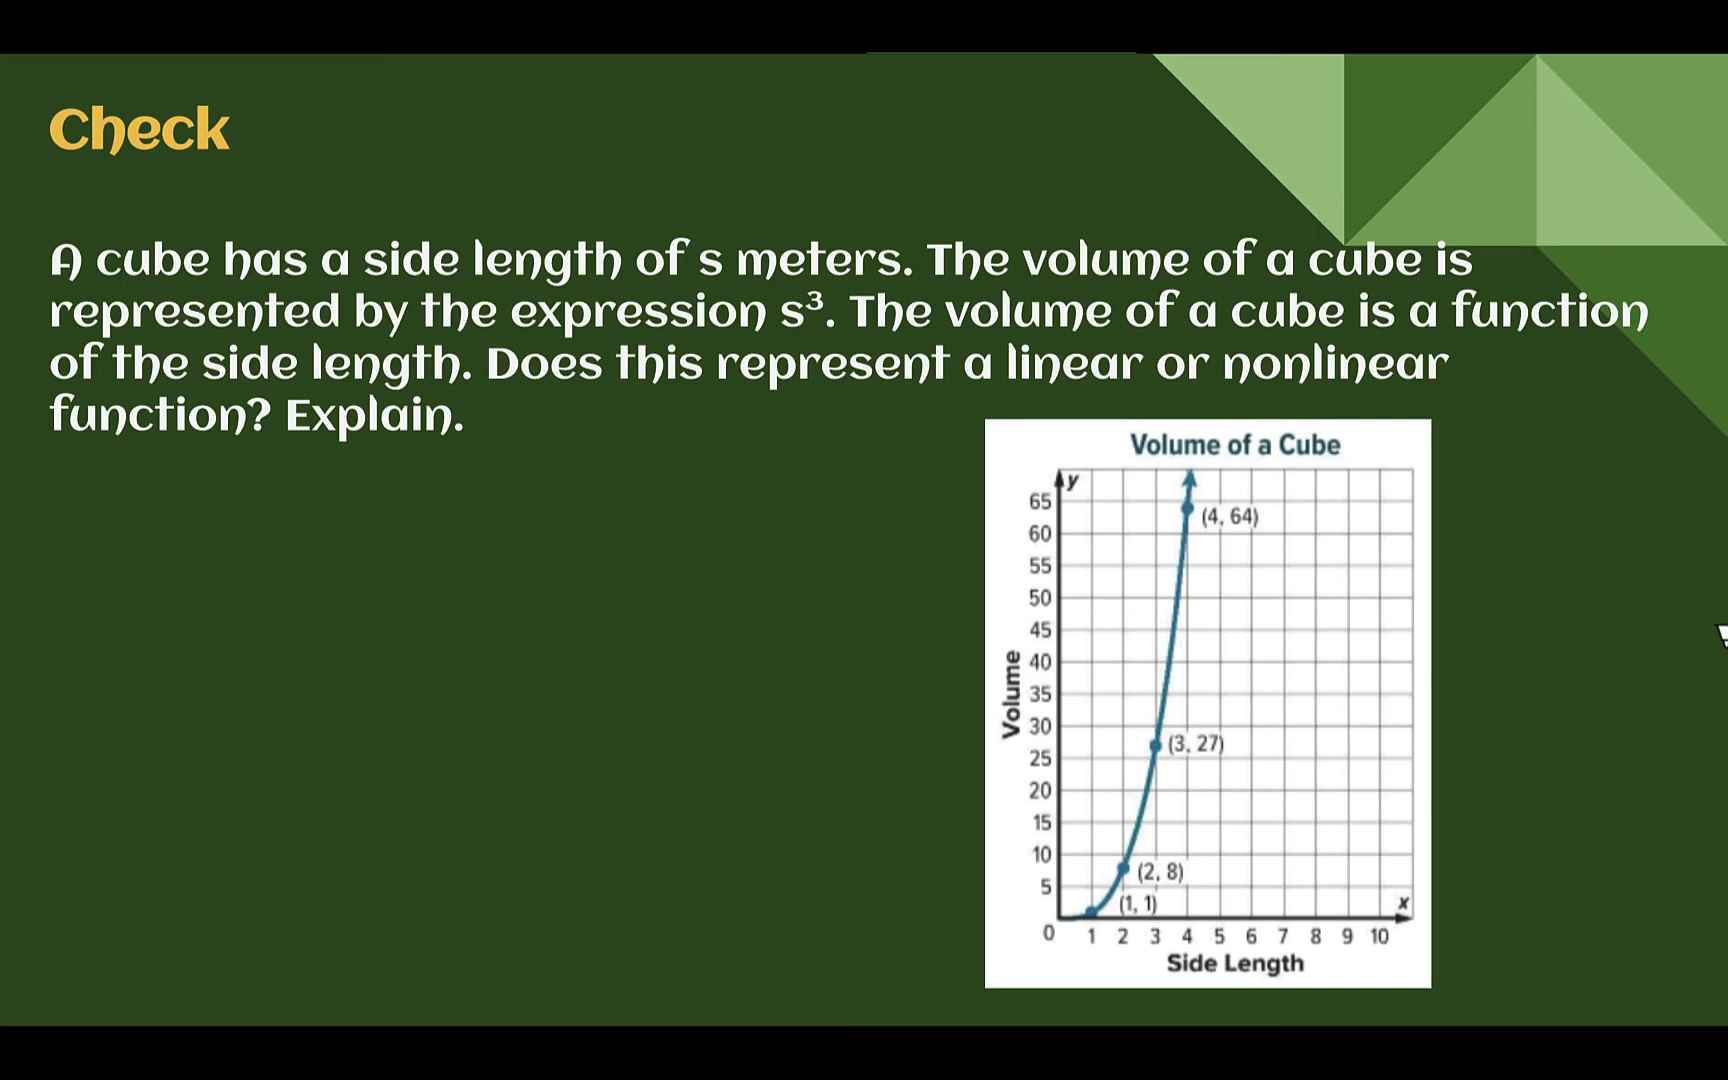 Check
A cube has a side length of s meters. The volume of a cube is
represented by the expression s³. The volume of a cube is a function
of the side length. Does this represent a linear or nonlinear
function? Explain.
Volume of a Cube
y
65
(4, 64)
60
55
50
45
40
35
30
(3, 27)
25
20
15
10
(2, 8)
5
(1, 1)
x
0 1 2 3 4 5 6 7 8 9 10
Volume
Side Length